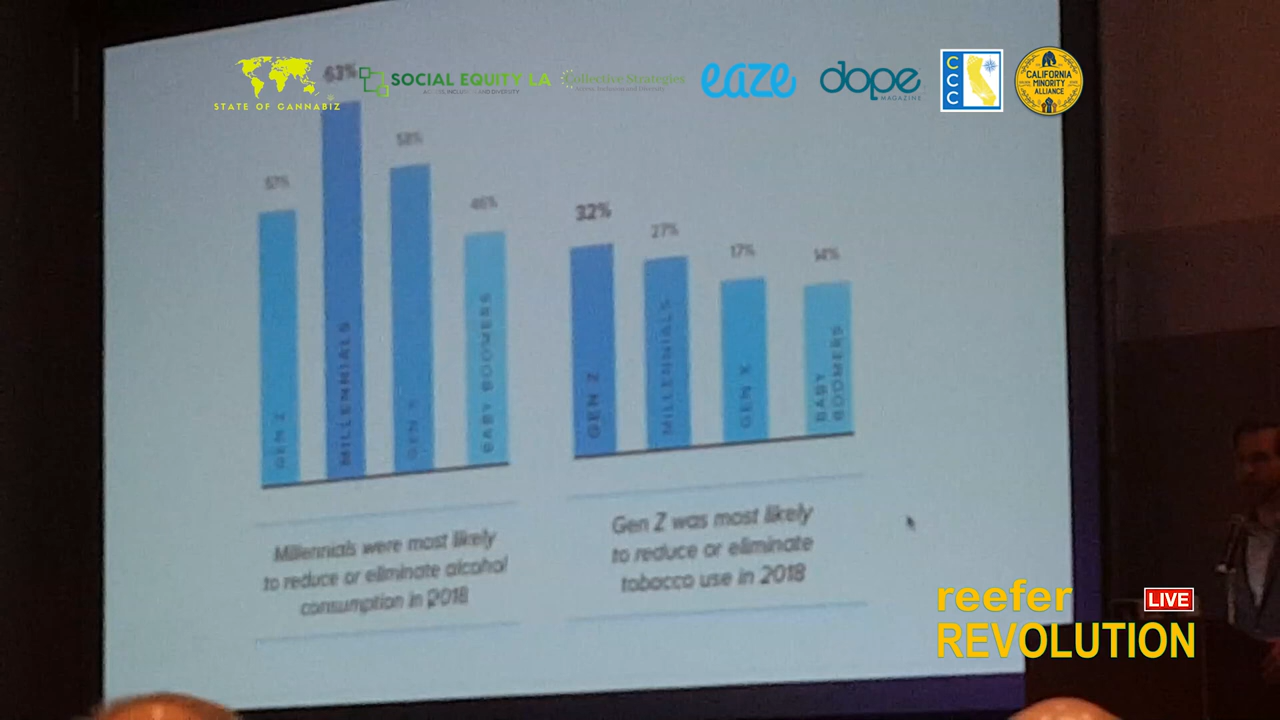 STATE OF CANNABIZ
SOCIAL EQUITY LA
Collective Strategies
eaze
dope
MAGAZINE
CCC
CALIFORNIA
MINORITY
ALLIANCE
63%
58%
46%
GEN Z
MILLENNIALS
GEN
BABY BOOMERS
32%
27%
17%
14%
GEN Z
MILLENNIALS
GEN X
BABY
BOOMERS
Millennials were most likely
to reduce or eliminate alcohol
consumption in 2018
Gen Z was most likely
to reduce or eliminate
tobacco use in 2018
reefer
LIVE
REVOLUTION